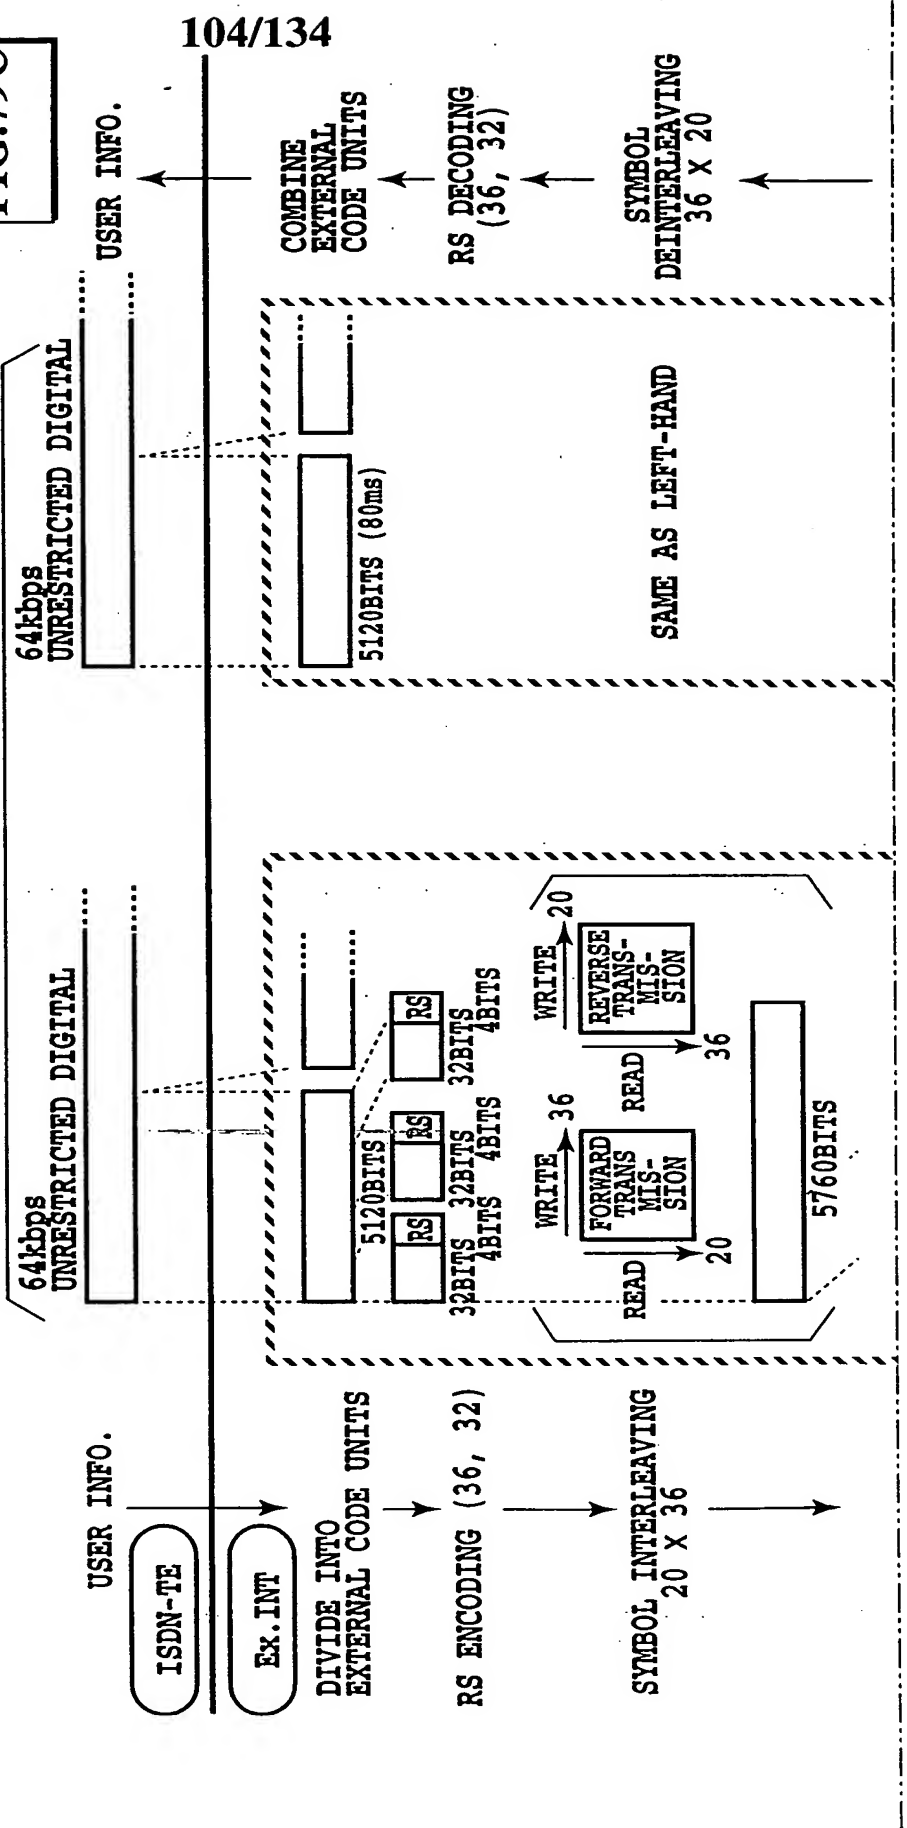 104/134
64kbps
UNRESTRICTED DIGITAL
64kbps
UNRESTRICTED DIGITAL
USER INFO.
USER INFO.
ISDN-TE
Ex.INT
DIVIDE INTO
EXTERNAL CODE UNITS
RS ENCODING (36, 32)
SYMBOL INTERLEAVING
20 X 36
5120BITS
RS
RS
RS
32BITS
4BITS
32BITS
4BITS
32BITS
4BITS
WRITE
36
FORWARD
TRANS
MIS-
SION
READ
20
WRITE
20
REVERSE
TRANS-
MIS-
SION
READ
36
5760BITS
5120BITS (80ms)
SAME AS LEFT-HAND
COMBINE
EXTERNAL
CODE UNITS
RS DECODING
(36, 32)
SYMBOL
DEINTERLEAVING
36 X 20